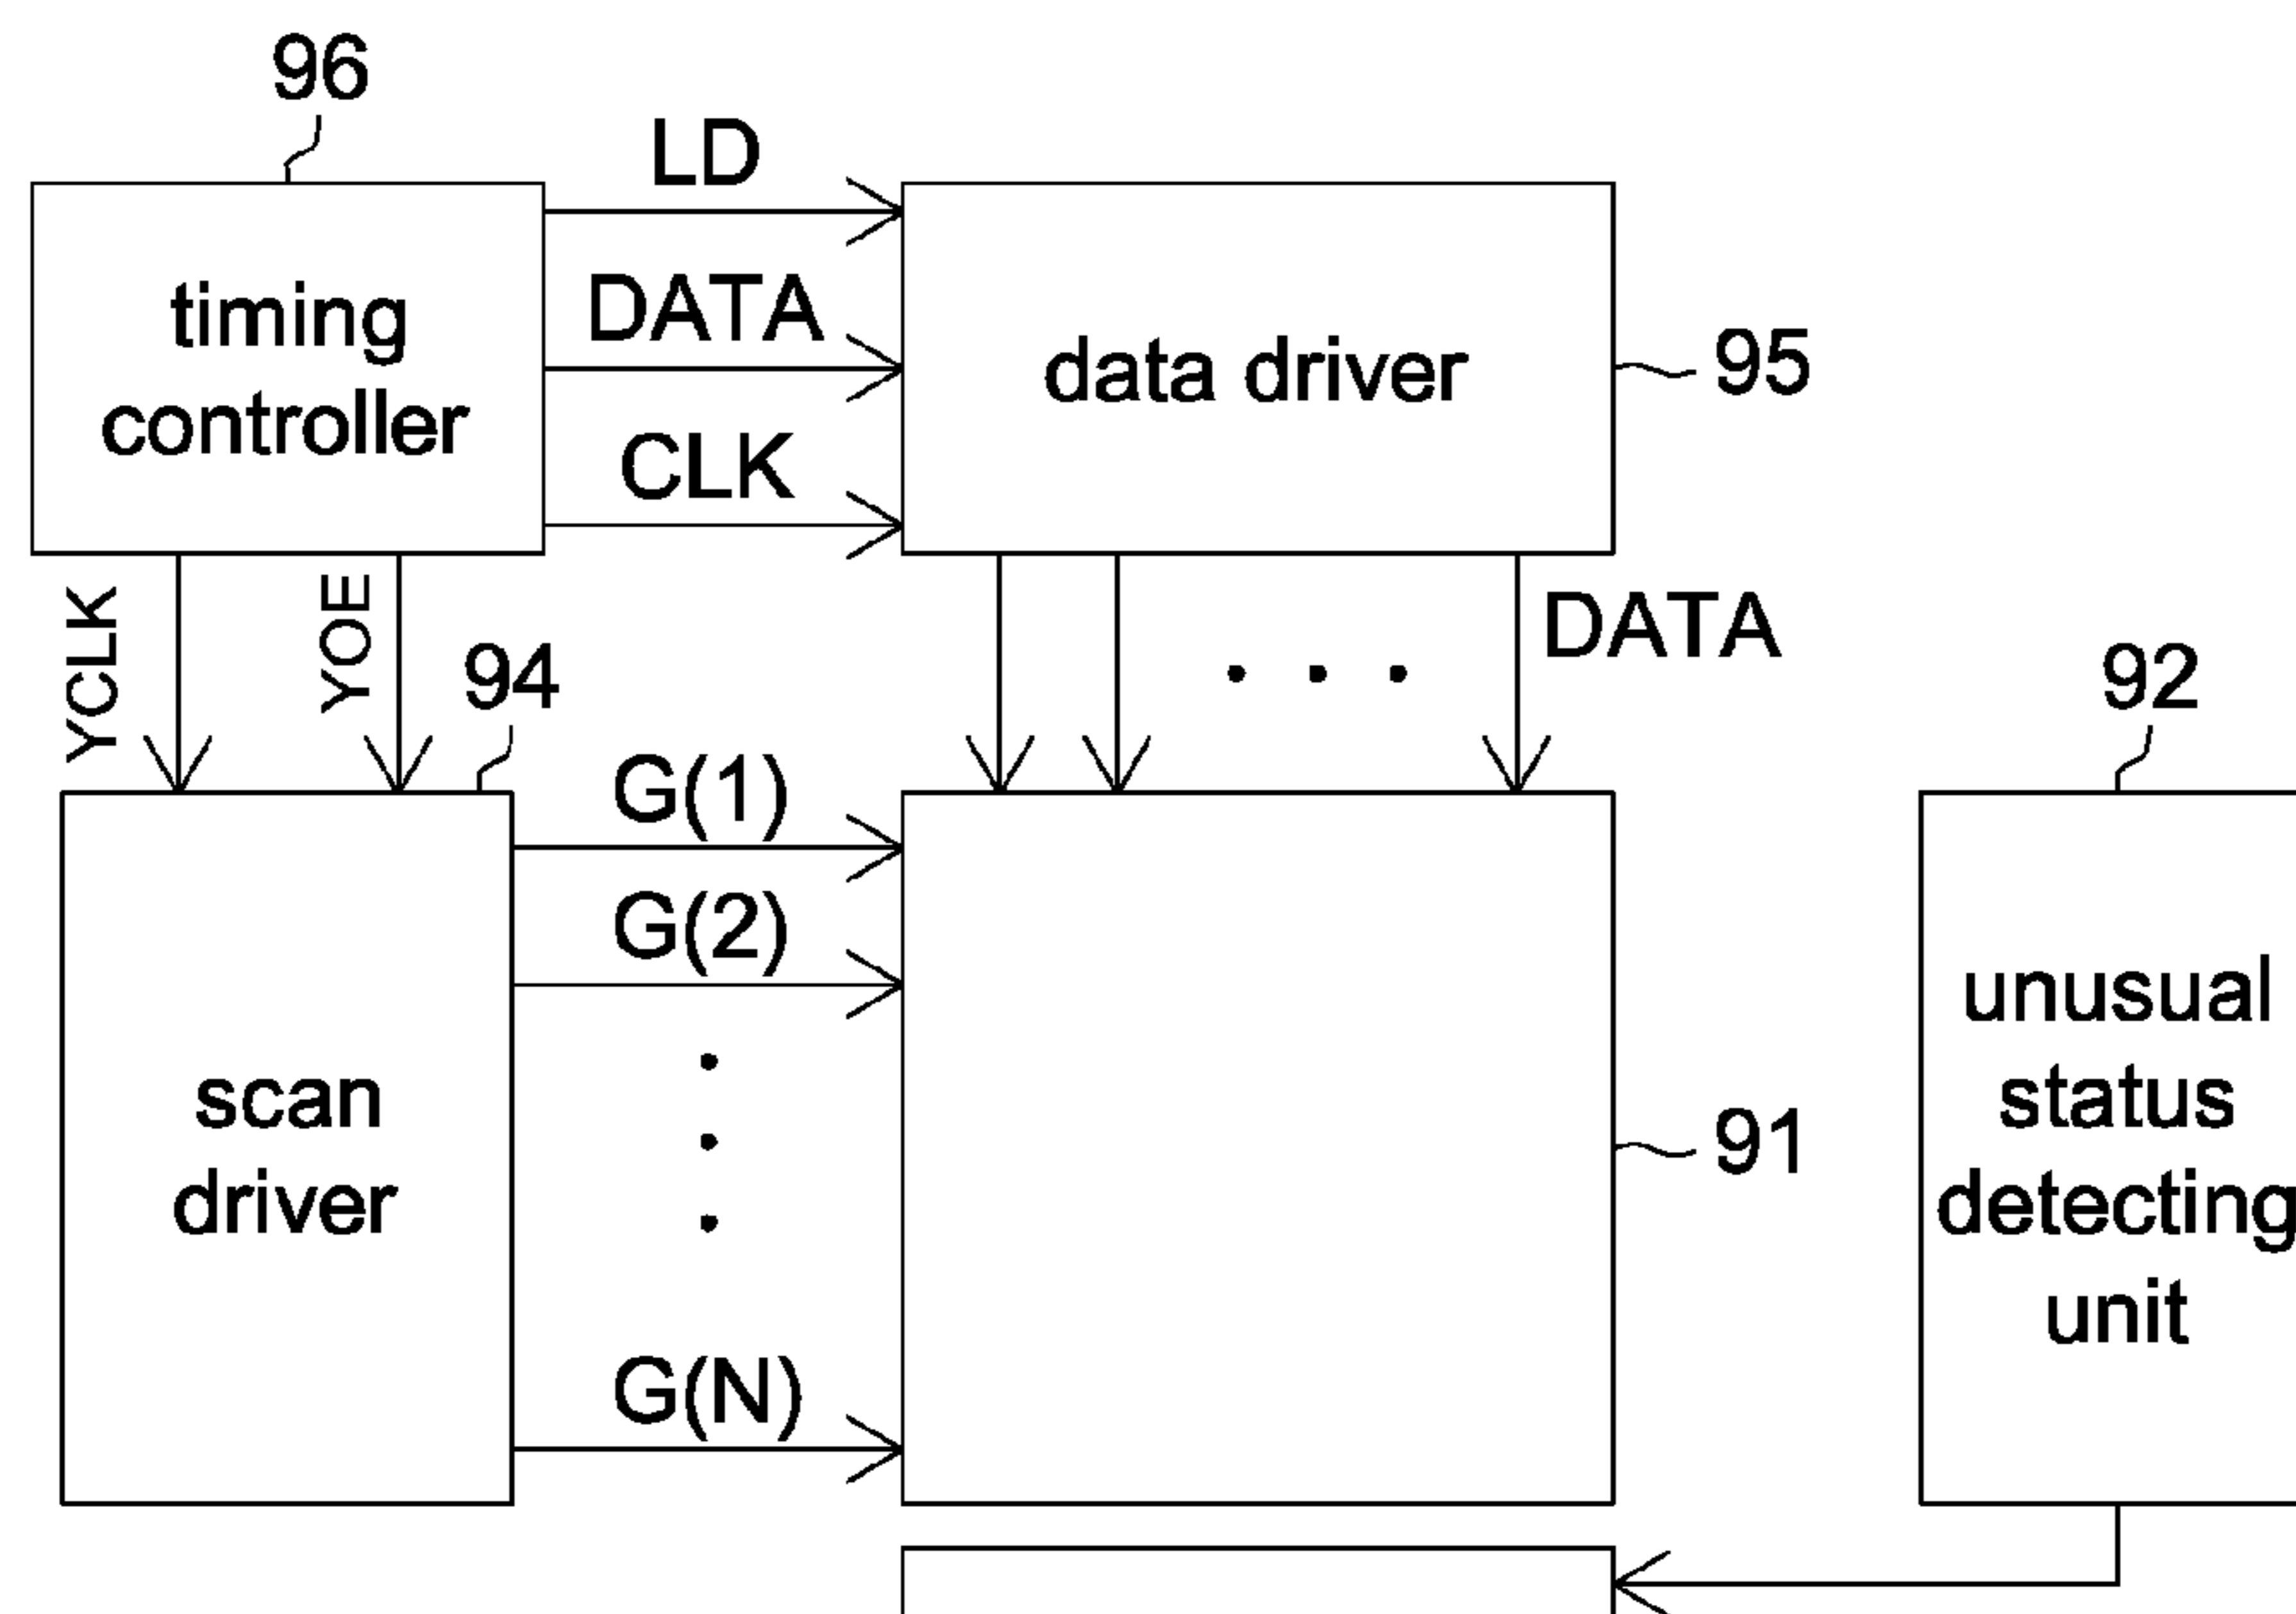 96
LD
timing
controller
DATA
data driver
95
CLK
YCLK
YOE
DATA
94
92
G(1)
G(2)
scan
driver
91
unusual
status
detecting
unit
G(N)